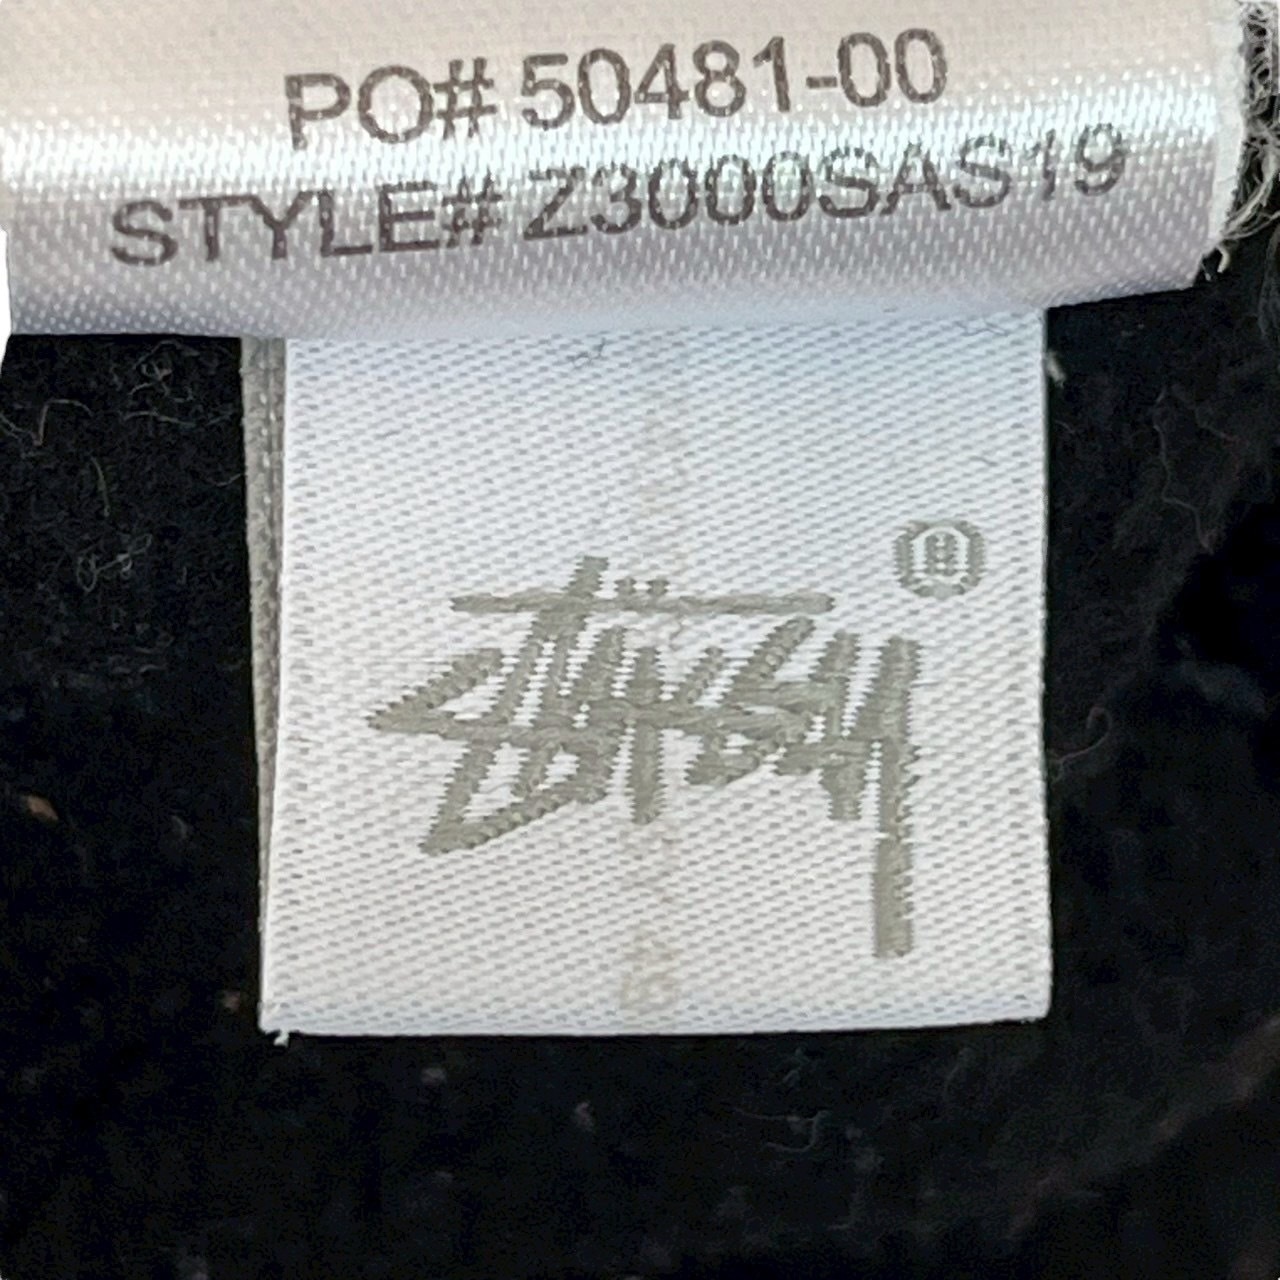 PO# 50481-00
STYLE# Z3000SAS19
Stüssy ®